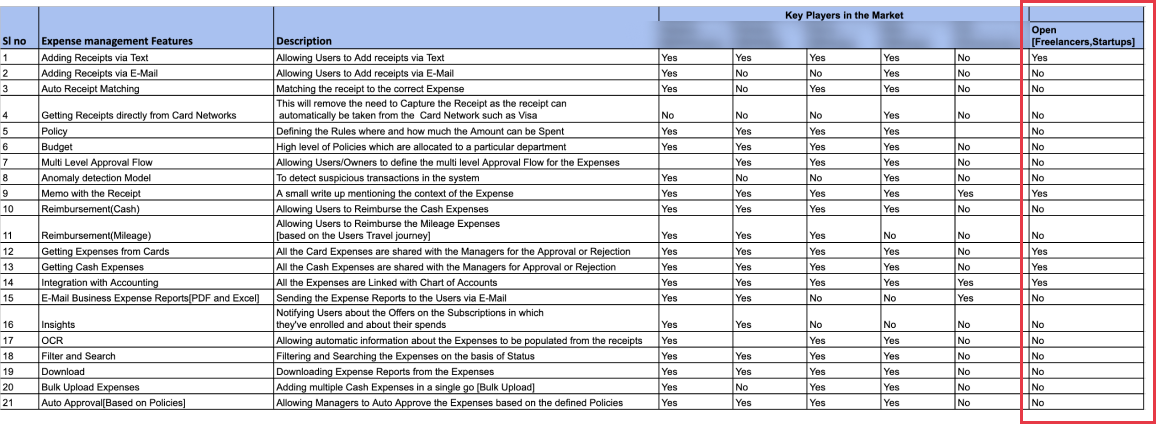 Key Players in the Market
Sl no Expense management Features Description Open
[Freelancers,Startups]
1 Adding Receipts via Text Allowing Users to Add receipts via Text Yes Yes Yes Yes No Yes
2 Adding Receipts via E-Mail Allowing Users to Add receipts via E-Mail Yes No No Yes No No
3 Auto Receipt Matching Matching the receipt to the correct Expense Yes No Yes Yes No No
This will remove the need to Capture the Receipt as the receipt can
4 Getting Receipts directly from Card Networks automatically be taken from the Card Network such as Visa No No No Yes No No
5 Policy Defining the Rules where and how much the Amount can be Spent Yes Yes Yes Yes No
6 Budget High level of Policies which are allocated to a particular department Yes Yes Yes Yes No No
7 Multi Level Approval Flow Allowing Users/Owners to define the multi level Approval Flow for the Expenses Yes Yes Yes No No
8 Anomaly detection Model To detect suspicious transactions in the system Yes No No Yes No No
9 Memo with the Receipt A small write up mentioning the context of the Expense Yes Yes Yes Yes Yes Yes
10 Reimbursement(Cash) Allowing Users to Reimburse the Cash Expenses Yes Yes Yes Yes No No
Allowing Users to Reimburse the Mileage Expenses
11 Reimbursement(Mileage) [based on the Users Travel journey] Yes Yes Yes No No No
12 Getting Expenses from Cards All the Card Expenses are shared with the Managers for the Approval or Rejection Yes Yes Yes Yes No Yes
13 Getting Cash Expenses All the Cash Expenses are shared with the Managers for Approval or Rejection Yes Yes Yes Yes No Yes
14 Integration with Accounting All the Expenses are Linked with Chart of Accounts Yes Yes Yes Yes Yes Yes
15 E-Mail Business Expense Reports[PDF and Excel] Sending the Expense Reports to the Users via E-Mail Yes Yes No No Yes No
Notifying Users about the Offers on the Subscriptions in which
16 Insights they've enrolled and about their spends Yes Yes No No No No
17 OCR Allowing automatic information about the Expenses to be populated from the receipts Yes Yes Yes No No
18 Filter and Search Filtering and Searching the Expenses on the basis of Status Yes Yes Yes Yes No No
19 Download Downloading Expense Reports from the Expenses Yes Yes Yes Yes No No
20 Bulk Upload Expenses Adding multiple Cash Expenses in a single go [Bulk Upload] Yes No Yes Yes No No
21 Auto Approval[Based on Policies] Allowing Managers to Auto Approve the Expenses based on the defined Policies Yes Yes Yes Yes No No